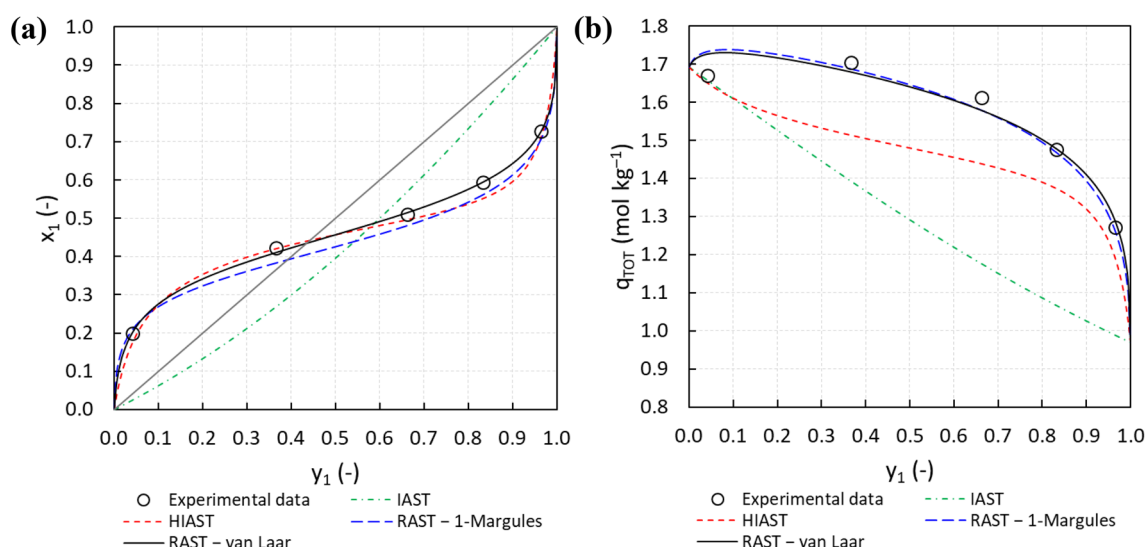 (a)
1.0
0.9
0.8
0.7
0.6
0.5
0.4
0.3
0.2
0.1
0.0
x₁ (-)
0.0 0.1 0.2 0.3 0.4 0.5 0.6 0.7 0.8 0.9 1.0
y₁ (-)
Experimental data
IAST
HIAST
RAST – 1-Margules
RAST – van Laar
(b)
1.8
1.7
1.6
1.5
1.4
1.3
1.2
1.1
1.0
0.9
0.8
q_TOT (mol kg⁻¹)
0.0 0.1 0.2 0.3 0.4 0.5 0.6 0.7 0.8 0.9 1.0
y₁ (-)
Experimental data
IAST
HIAST
RAST – 1-Margules
RAST – van Laar